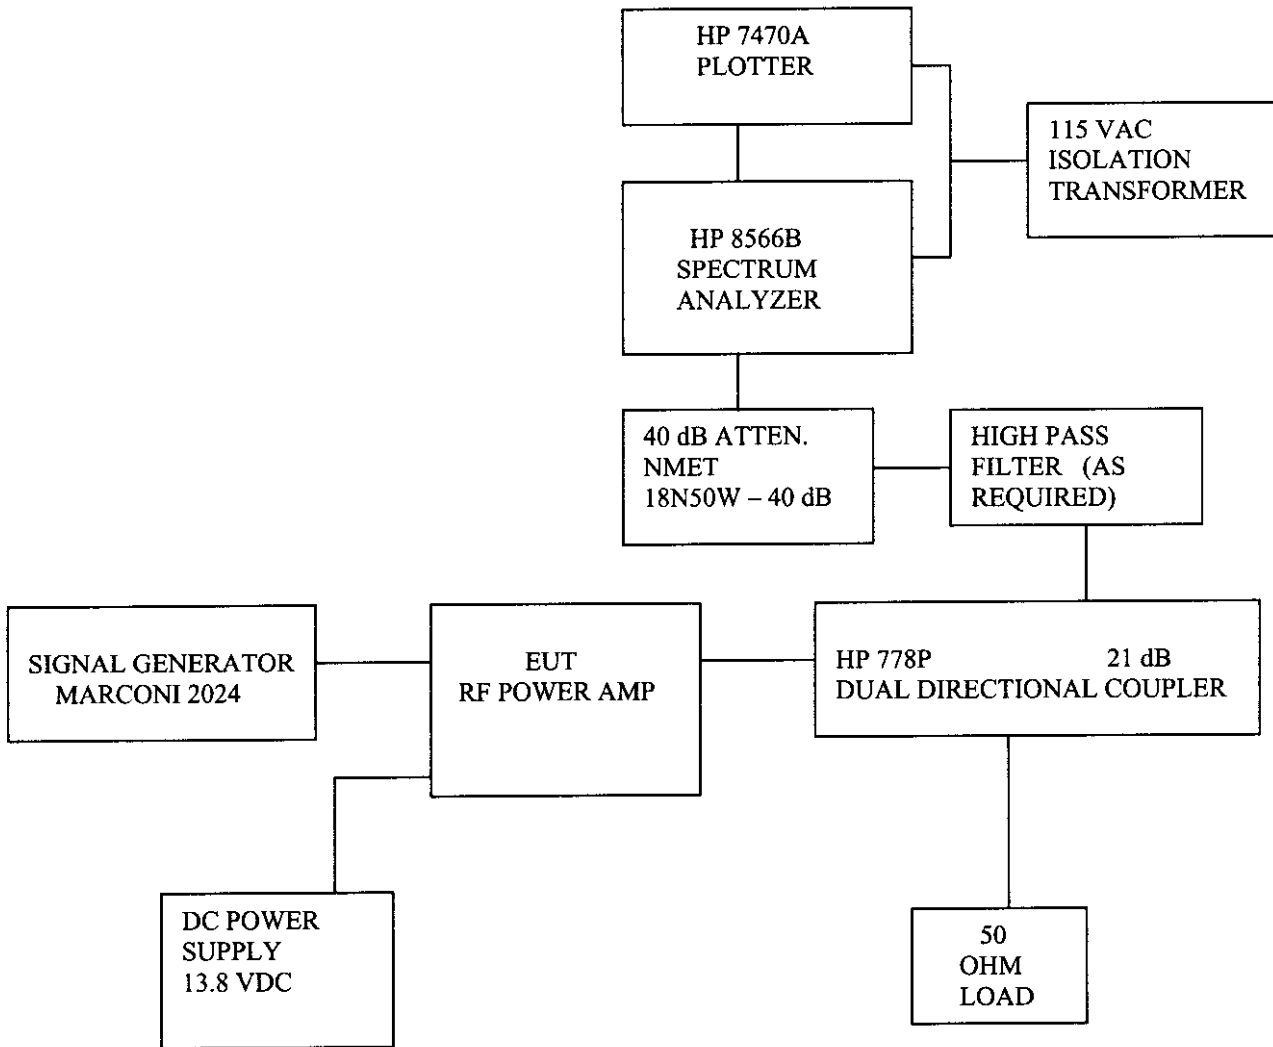 HP 7470A
PLOTTER
115 VAC
ISOLATION
TRANSFORMER
HP 8566B
SPECTRUM
ANALYZER
40 dB ATTEN.
NMET
18N50W – 40 dB
HIGH PASS
FILTER (AS
REQUIRED)
SIGNAL GENERATOR
MARCONI 2024
EUT
RF POWER AMP
HP 778P 21 dB
DUAL DIRECTIONAL COUPLER
DC POWER
SUPPLY
13.8 VDC
50
OHM
LOAD